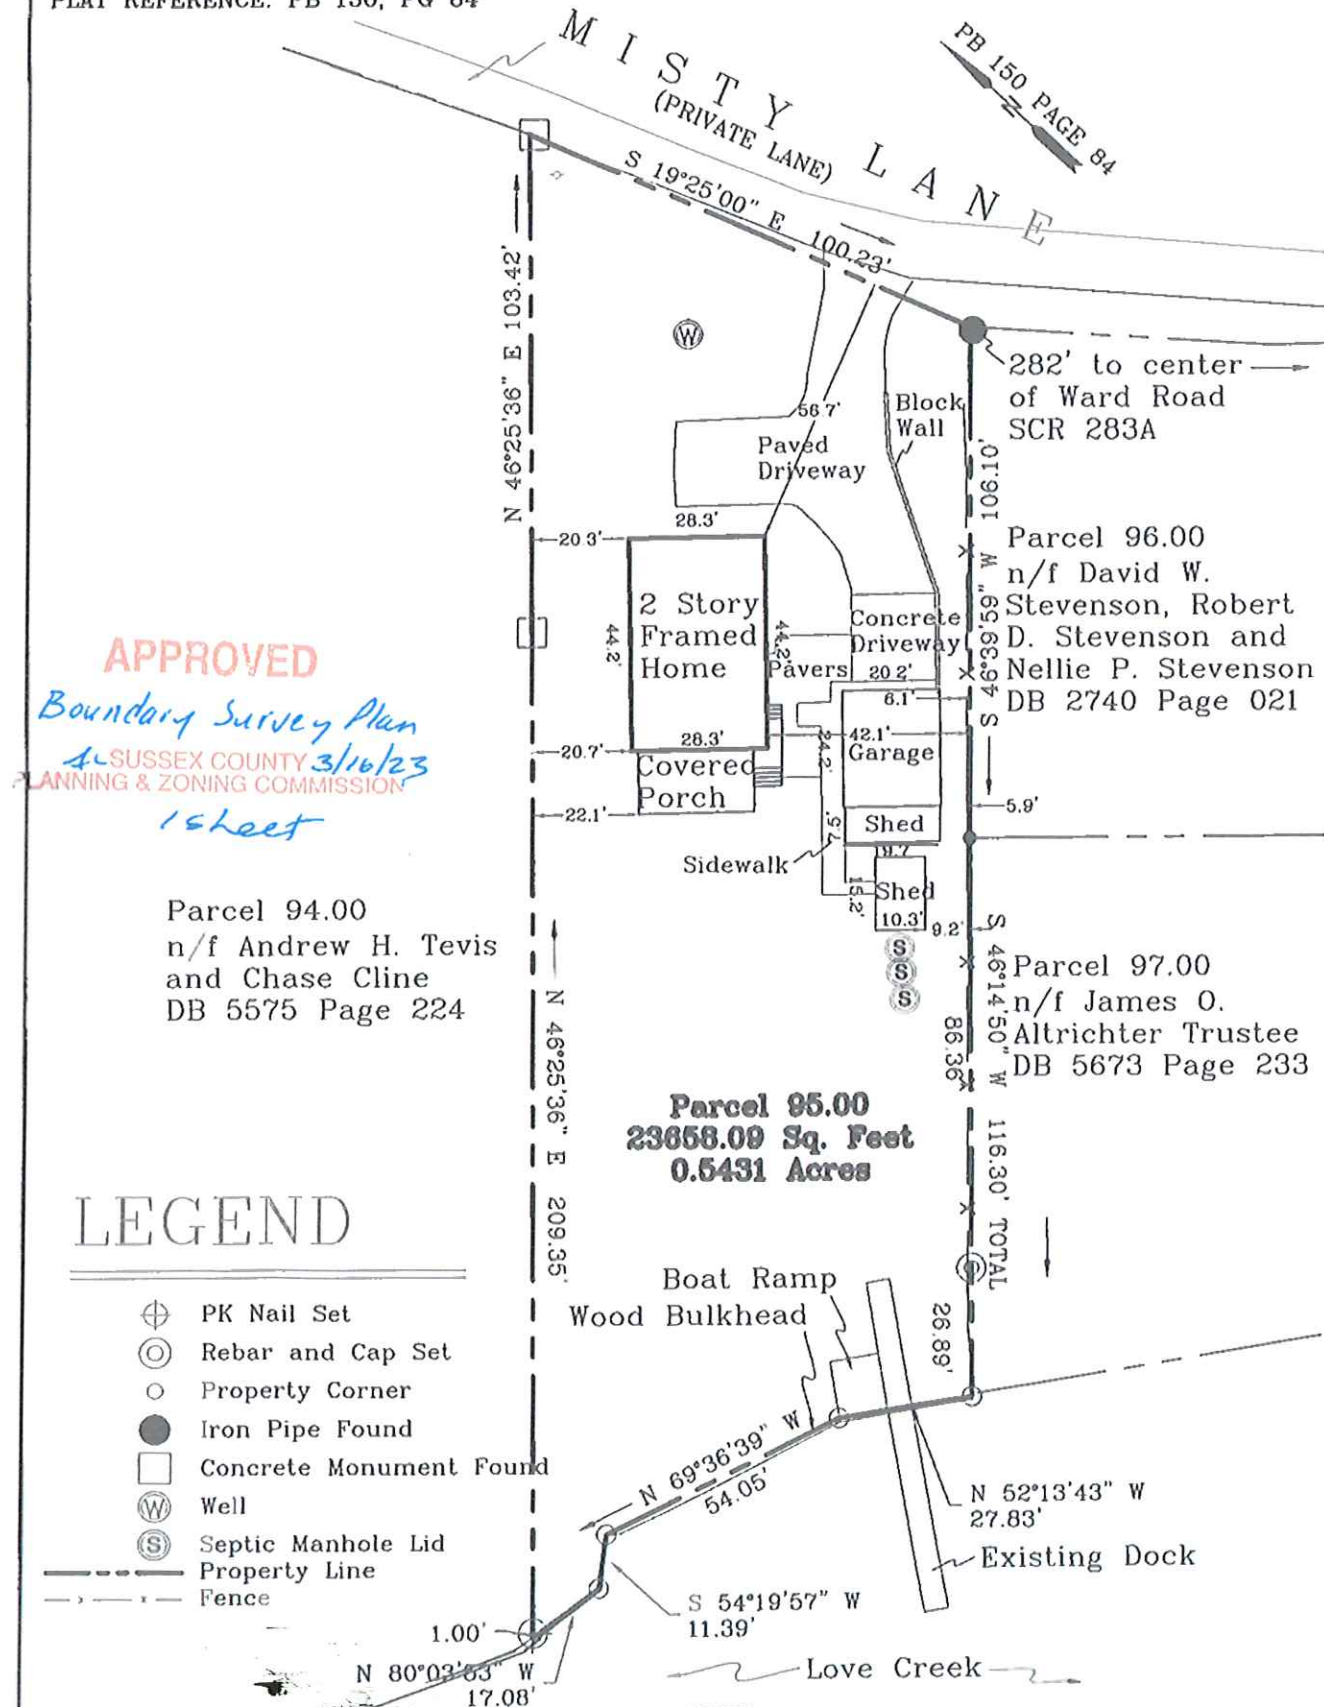 PLAT REFERENCE: PB 150, PG 84
MISTY LANE
(PRIVATE LANE)
PB 150 PAGE 84
N
S 19°25'00" E 100.23'
N 46°25'36" E 103.42'
W
282' to center
of Ward Road
SCR 283A
56.7'
Block
Wall
Paved
Driveway
S 46°39'59" W 106.10'
28.3'
20.3'
Parcel 96.00
n/f David W.
Stevenson, Robert
D. Stevenson and
Nellie P. Stevenson
DB 2740 Page 021
2 Story
Framed
Home
44.2'
44.2'
Pavers
Concrete
Driveway
20.2'
6.1'
APPROVED
Boundary Survey Plan
SUSSEX COUNTY 3/16/23
PLANNING & ZONING COMMISSION
1 sheet
20.7'
28.3'
42.1'
24.2'
Garage
Covered
Porch
22.1'
5.9'
7.5'
Shed
Sidewalk
19.7'
15.2'
Shed
10.3'
9.2'
S
S
S
Parcel 94.00
n/f Andrew H. Tevis
and Chase Cline
DB 5575 Page 224
S 46°14'50" W 116.30' TOTAL
86.36'
Parcel 97.00
n/f James O.
Altrichter Trustee
DB 5673 Page 233
N 46°25'36" E 209.35'
Parcel 95.00
23658.09 Sq. Feet
0.5431 Acres
LEGEND
PK Nail Set
Rebar and Cap Set
Property Corner
Iron Pipe Found
Concrete Monument Found
W Well
S Septic Manhole Lid
Property Line
Fence
Boat Ramp
Wood Bulkhead
26.89'
N 69°36'39" W
54.05'
N 52°13'43" W
27.83'
Existing Dock
S 54°19'57" W
11.39'
1.00'
N 80°03'53" W
17.08'
Love Creek